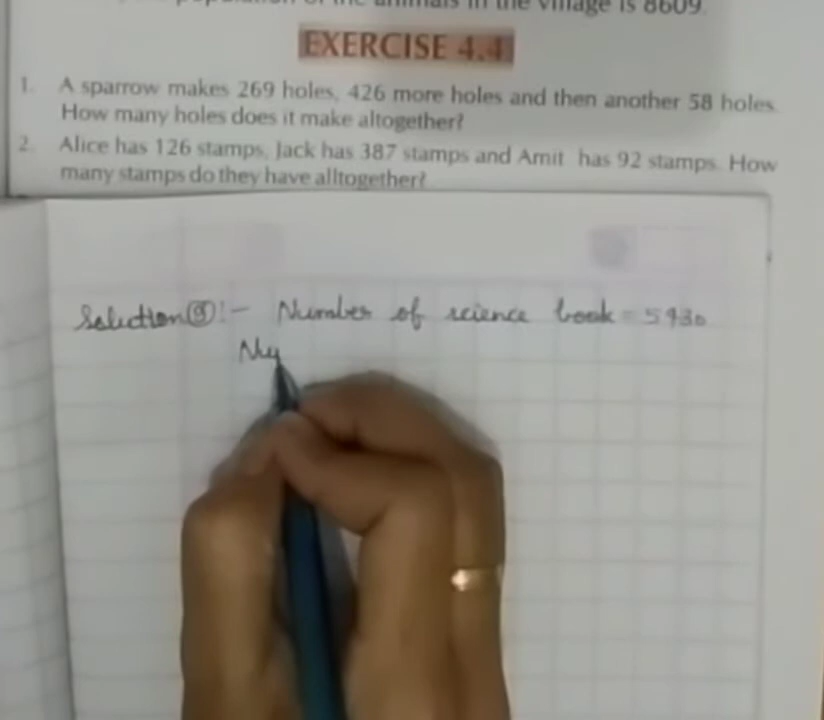 the animals in the village is 8609.
EXERCISE 4.4
1. A sparrow makes 269 holes, 426 more holes and then another 58 holes.
How many holes does it make altogether?
2. Alice has 126 stamps, Jack has 387 stamps and Amit has 92 stamps. How
many stamps do they have alltogether?
Solution :- Number of science book = 5930
Nu